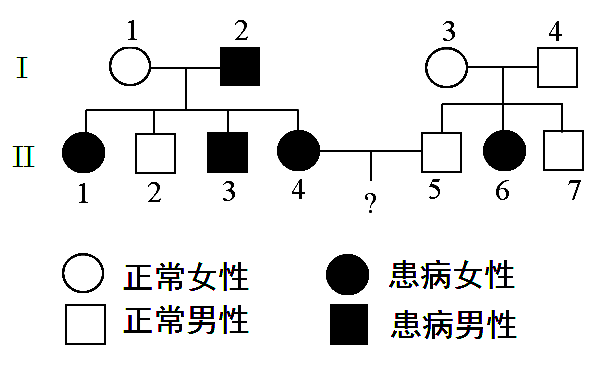 1 2 3 4
I
II
1 2 3 4 ? 5 6 7
正常女性 患病女性
正常男性 患病男性